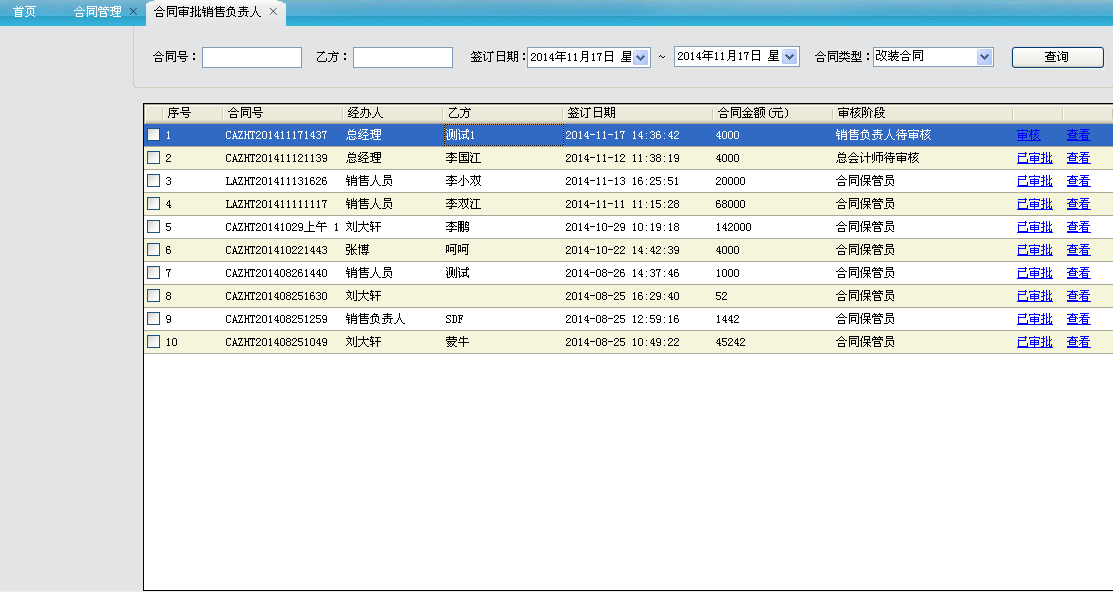 首页 合同管理 × 合同审批销售负责人 ×
合同号： 乙方： 签订日期： 2014年11月17日 星 ~ 2014年11月17日 星 合同类型： 改装合同 查询
序号 合同号 经办人 乙方 签订日期 合同金额(元) 审核阶段
1 CAZHT201411171437 总经理 测试1 2014-11-17 14:36:42 4000 销售负责人待审核 审核 查看
2 CAZHT201411121139 总经理 李国江 2014-11-12 11:38:19 4000 总会计师待审核 已审批 查看
3 LAZHT201411131626 销售人员 李小双 2014-11-13 16:25:51 20000 合同保管员 已审批 查看
4 LAZHT201411111117 销售人员 李双江 2014-11-11 11:15:28 68000 合同保管员 已审批 查看
5 CAZHT20141029上午 1 刘大轩 李鹏 2014-10-29 10:19:18 142000 合同保管员 已审批 查看
6 CAZHT201410221443 张博 呵呵 2014-10-22 14:42:39 4000 合同保管员 已审批 查看
7 CAZHT201408261440 销售人员 测试 2014-08-26 14:37:46 1000 合同保管员 已审批 查看
8 CAZHT201408251630 刘大轩 2014-08-25 16:29:40 52 合同保管员 已审批 查看
9 CAZHT201408251259 销售负责人 SDF 2014-08-25 12:59:16 1442 合同保管员 已审批 查看
10 CAZHT201408251049 刘大轩 蒙牛 2014-08-25 10:49:22 45242 合同保管员 已审批 查看